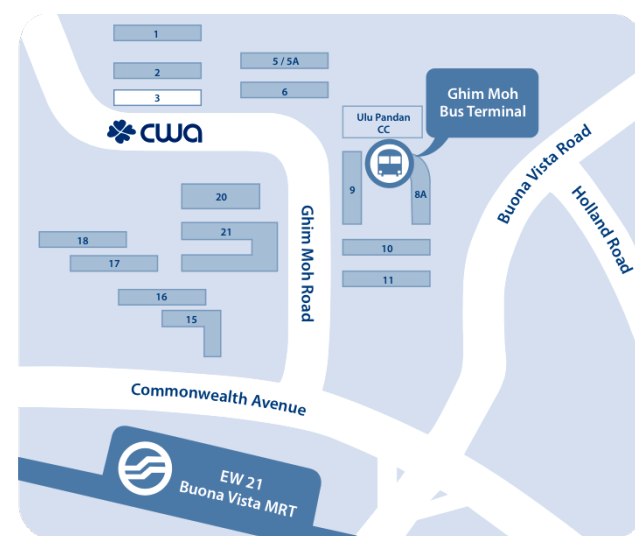 1
5 / 5A
2
6
3
cwa
Ulu Pandan
CC
Ghim Moh
Bus Terminal
Buona Vista Road
Holland Road
9
8A
20
21
Ghim Moh Road
18
17
10
11
16
15
Commonwealth Avenue
EW 21
Buona Vista MRT